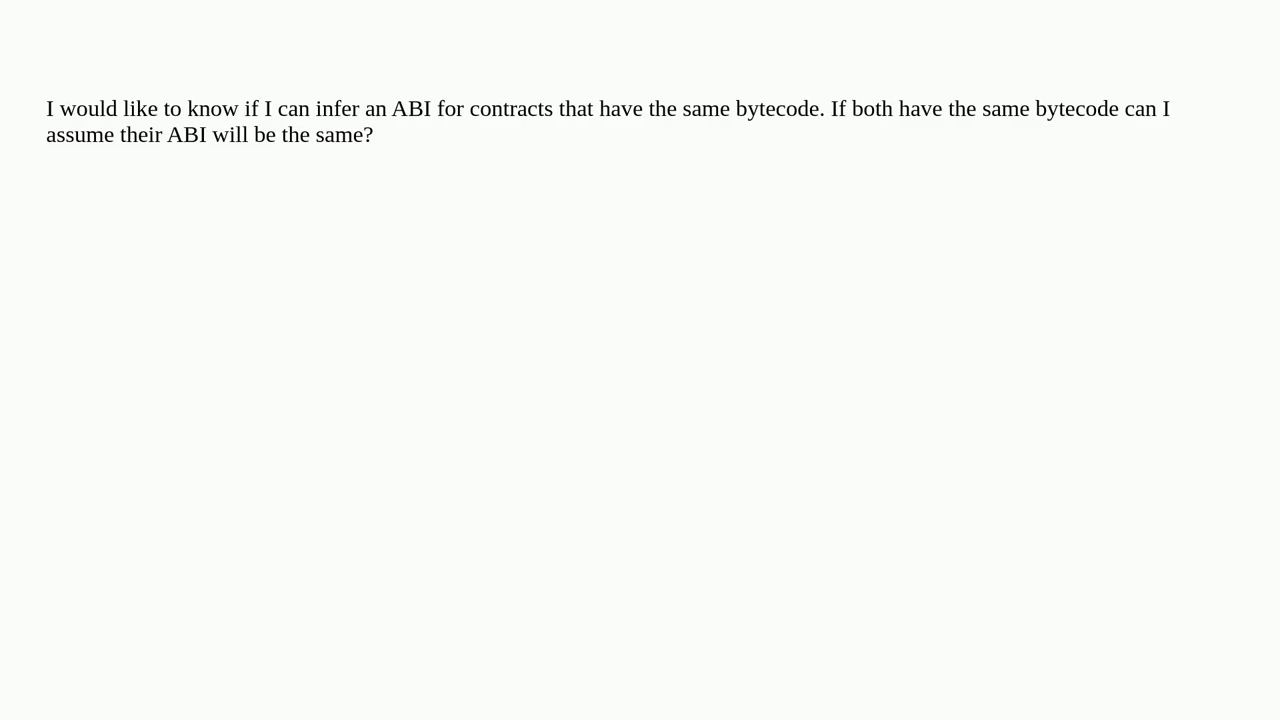 I would like to know if I can infer an ABI for contracts that have the same bytecode. If both have the same bytecode can I
assume their ABI will be the same?